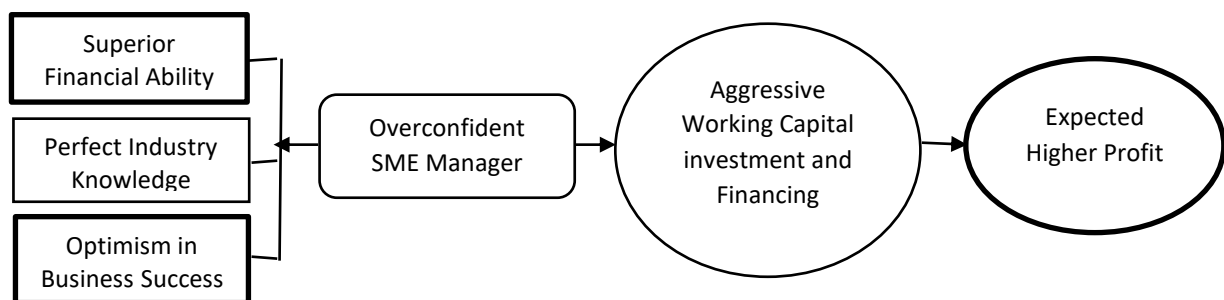 Superior
Financial Ability
Perfect Industry
Knowledge
Optimism in
Business Success
Overconfident
SME Manager
Aggressive
Working Capital
investment and
Financing
Expected
Higher Profit